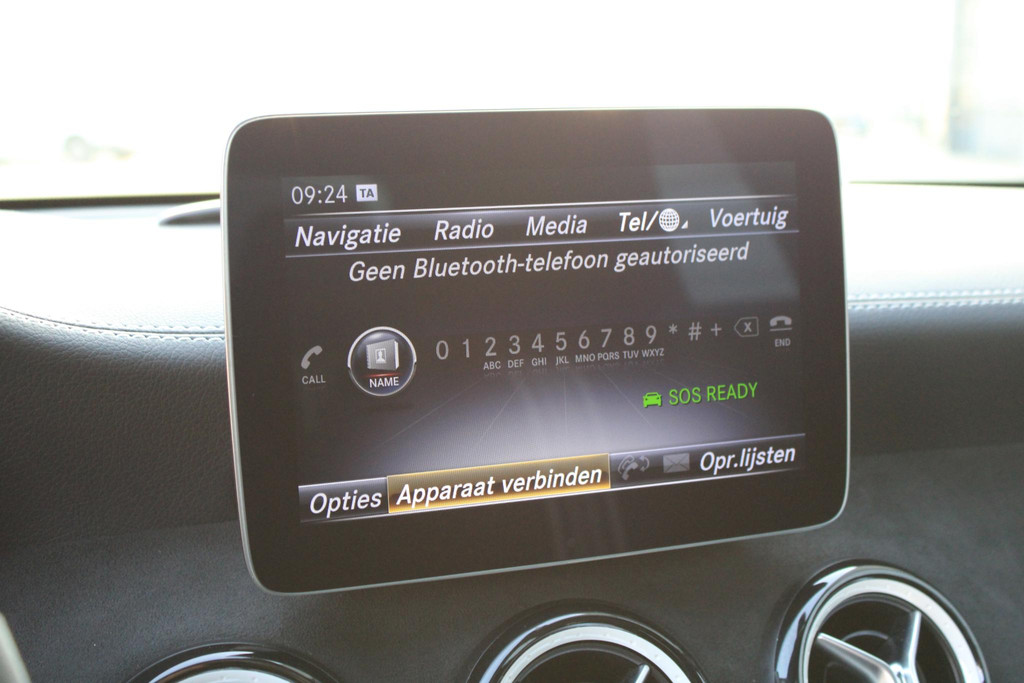 09:24 TA
Navigatie Radio Media Tel/ Voertuig
Geen Bluetooth-telefoon geautoriseerd
CALL NAME 0 1 2 3 4 5 6 7 8 9 * # + X END
ABC DEF GHI JKL MNO PQRS TUV WXYZ
SOS READY
Opties Apparaat verbinden Opr.lijsten